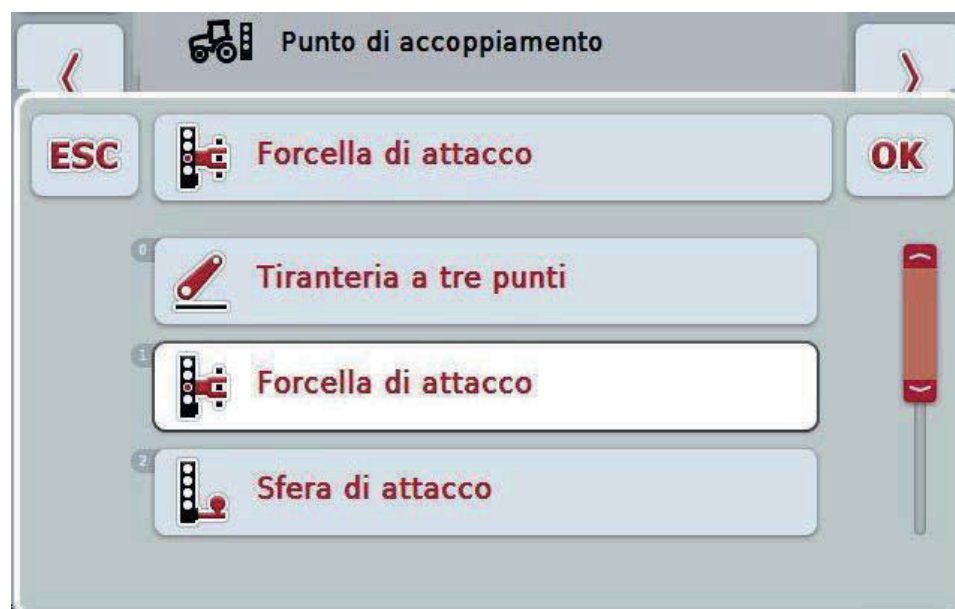 Punto di accoppiamento
ESC
Forcella di attacco
OK
0
Tiranteria a tre punti
1
Forcella di attacco
2
Sfera di attacco